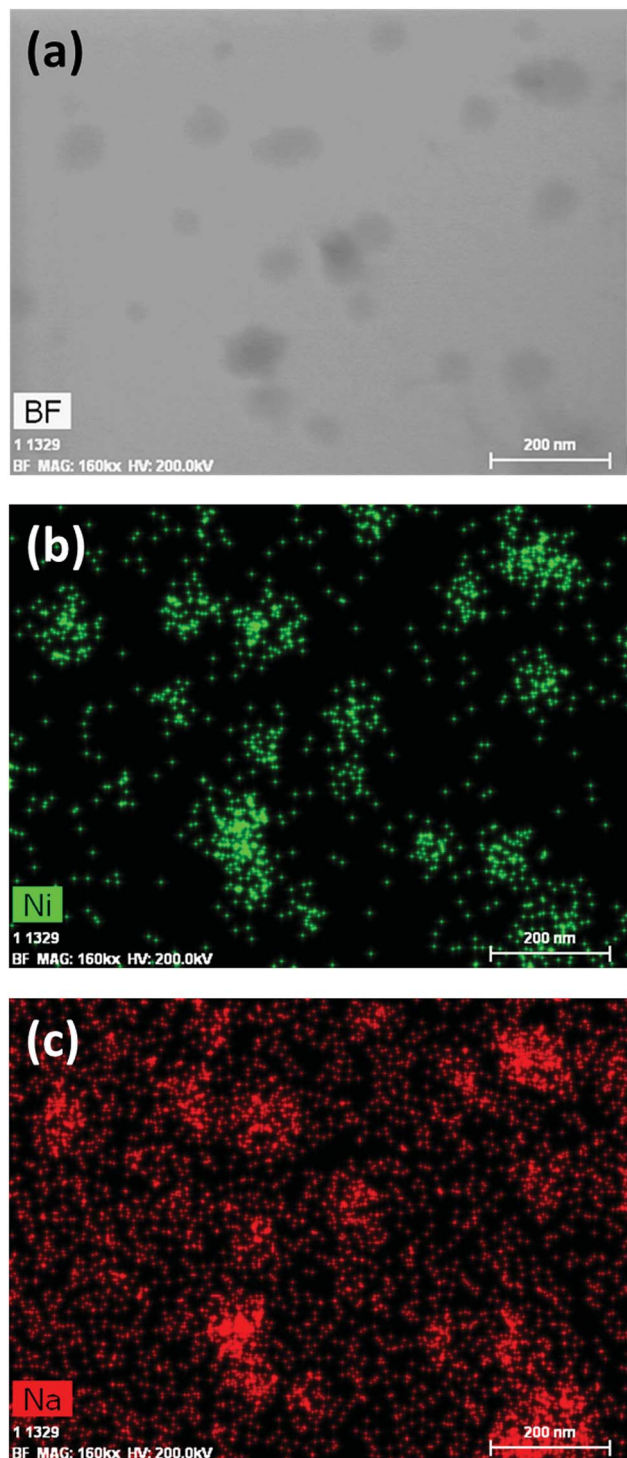 (a)
BF
1 1329
BF MAG: 160kx HV: 200.0kV
200 nm
(b)
Ni
1 1329
BF MAG: 160kx HV: 200.0kV
200 nm
(c)
Na
1 1329
BF MAG: 160kx HV: 200.0kV
200 nm